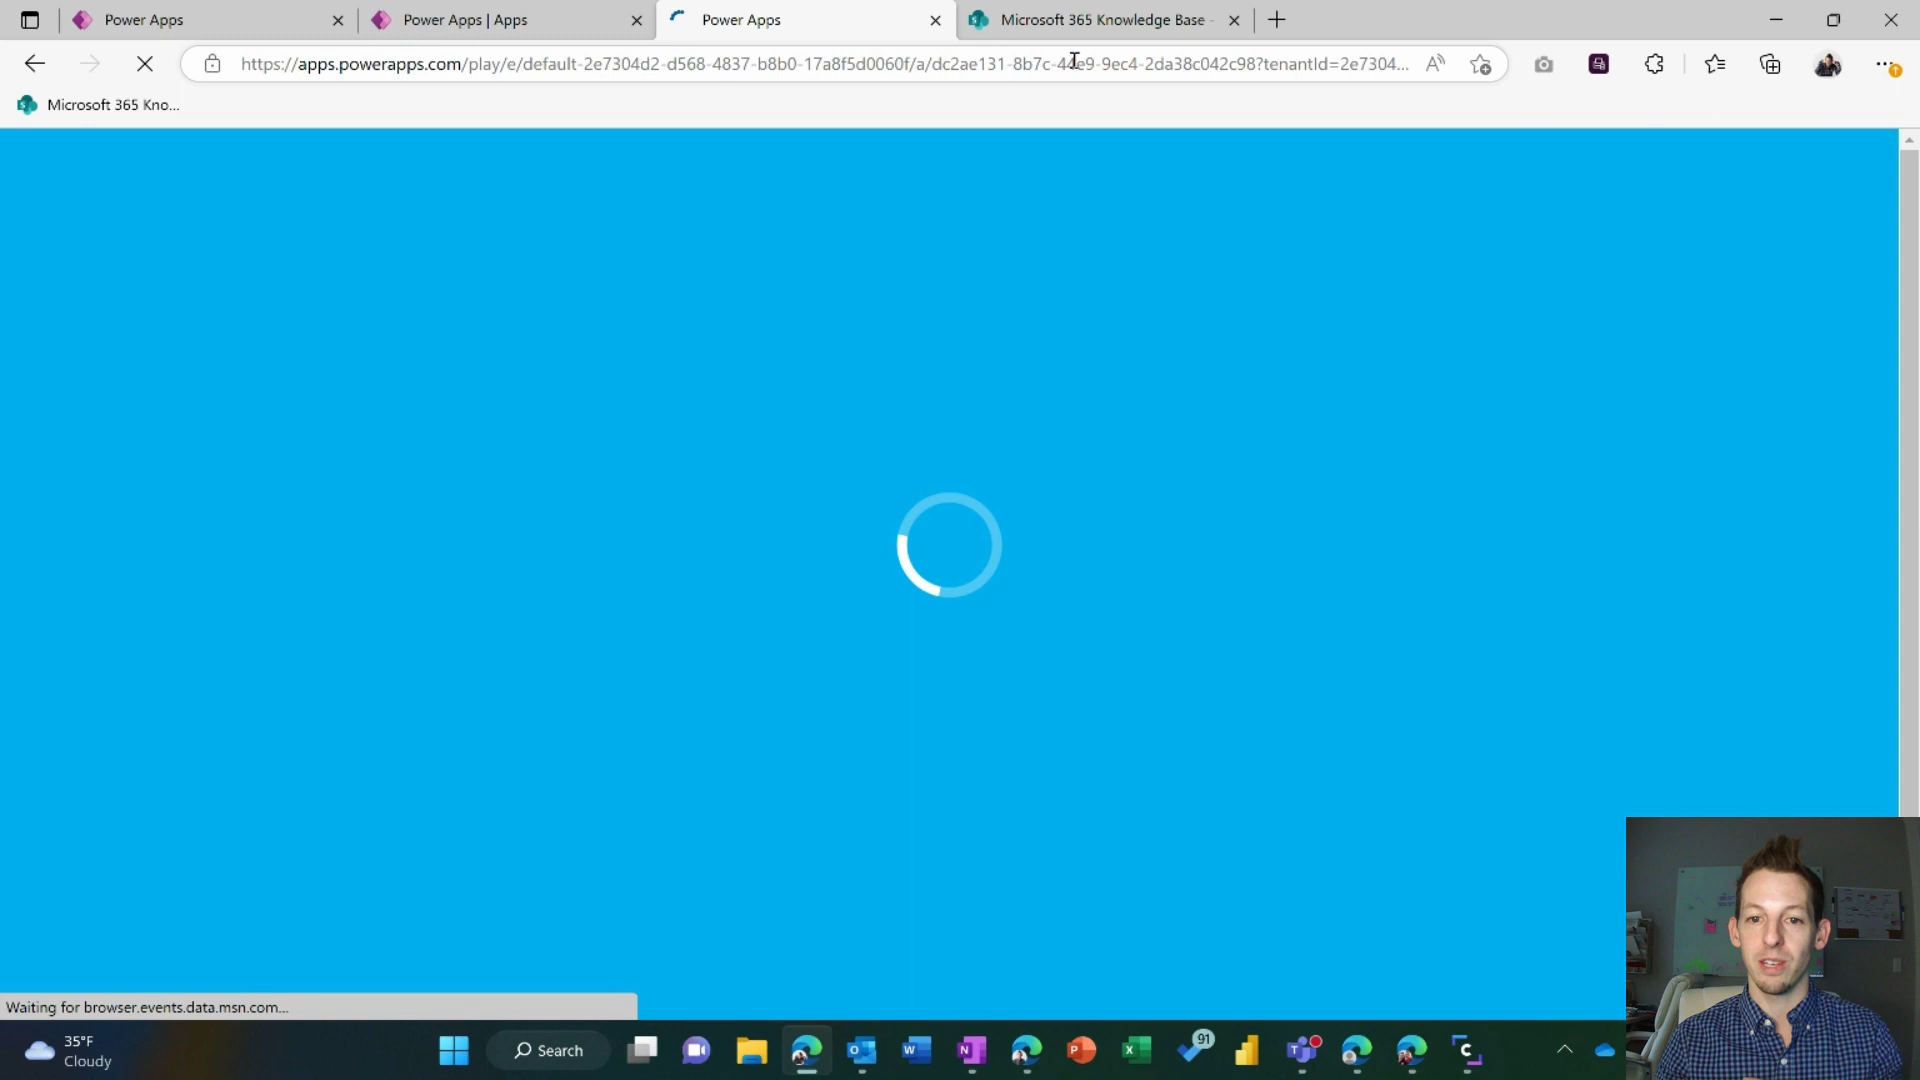 Power Apps
Power Apps | Apps
Power Apps
Microsoft 365 Knowledge Base -
https://apps.powerapps.com/play/e/default-2e7304d2-d568-4837-b8b0-17a8f5d0060f/a/dc2ae131-8b7c-44e9-9ec4-2da38c042c98?tenantId=2e7304...
Microsoft 365 Kno...
Waiting for browser.events.data.msn.com...
35°F
Cloudy
Search
91